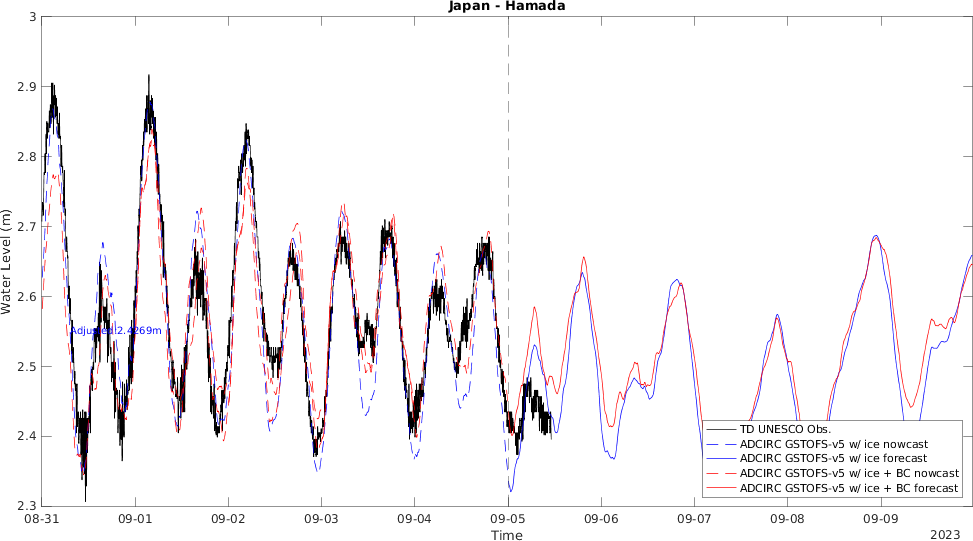 Japan - Hamada
3
2.9
2.8
2.7
2.6
2.5
2.4
2.3
Water Level (m)
Adjusted:2.4269m
TD UNESCO Obs.
ADCIRC GSTOFS-v5 w/ ice nowcast
ADCIRC GSTOFS-v5 w/ ice forecast
ADCIRC GSTOFS-v5 w/ ice + BC nowcast
ADCIRC GSTOFS-v5 w/ ice + BC forecast
08-31 09-01 09-02 09-03 09-04 09-05 09-06 09-07 09-08 09-09
Time
2023